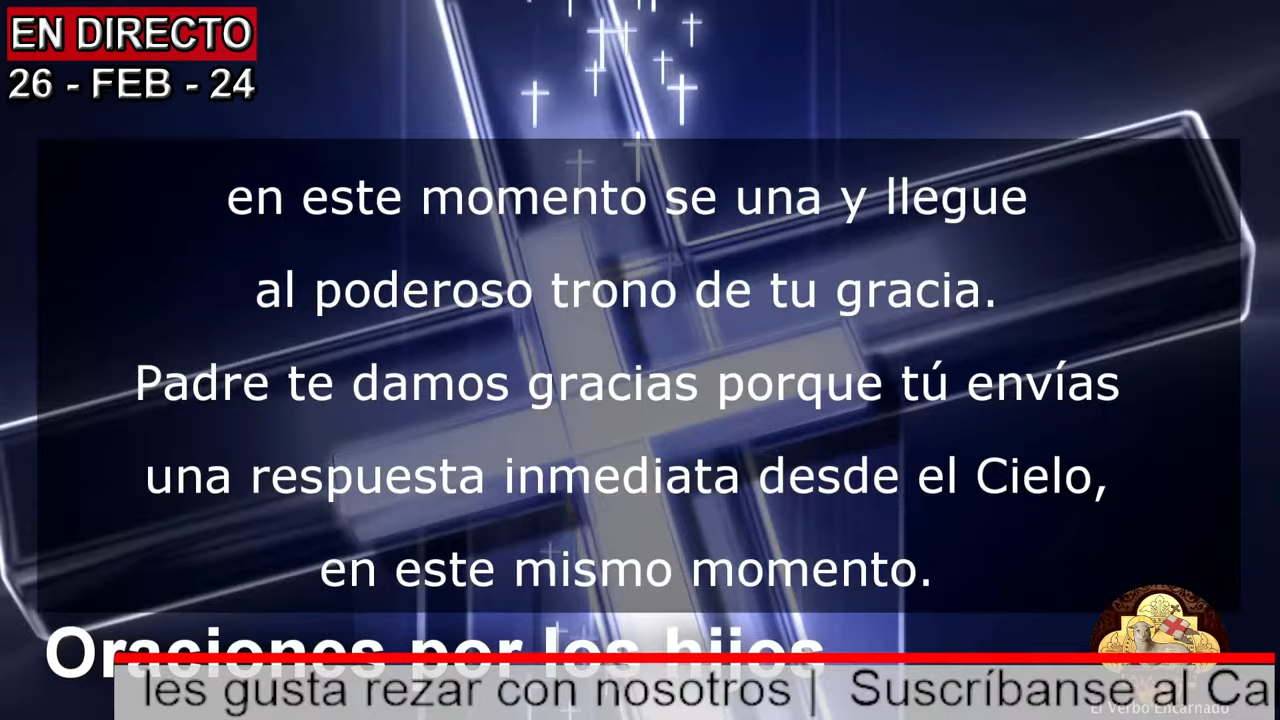 EN DIRECTO
26 - FEB - 24
en este momento se una y llegue
al poderoso trono de tu gracia.
Padre te damos gracias porque tú envías
una respuesta inmediata desde el Cielo,
en este mismo momento.
Oraciones por los hijos
les gusta rezar con nosotros | Suscríbanse al Ca
El Verbo Encarnado